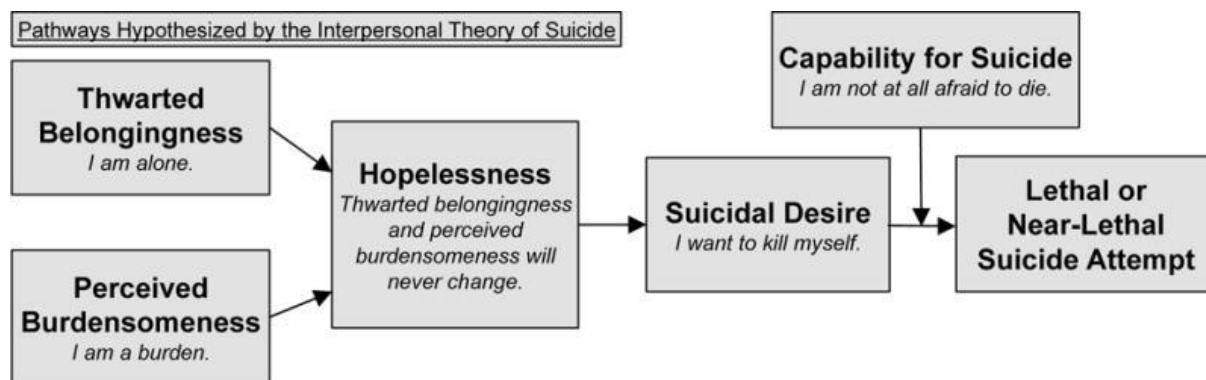 Pathways Hypothesized by the Interpersonal Theory of Suicide
Thwarted
Belongingness
I am alone.
Perceived
Burdensomeness
I am a burden.
Hopelessness
Thwarted belongingness
and perceived
burdensomeness will
never change.
Suicidal Desire
I want to kill myself.
Capability for Suicide
I am not at all afraid to die.
Lethal or
Near-Lethal
Suicide Attempt